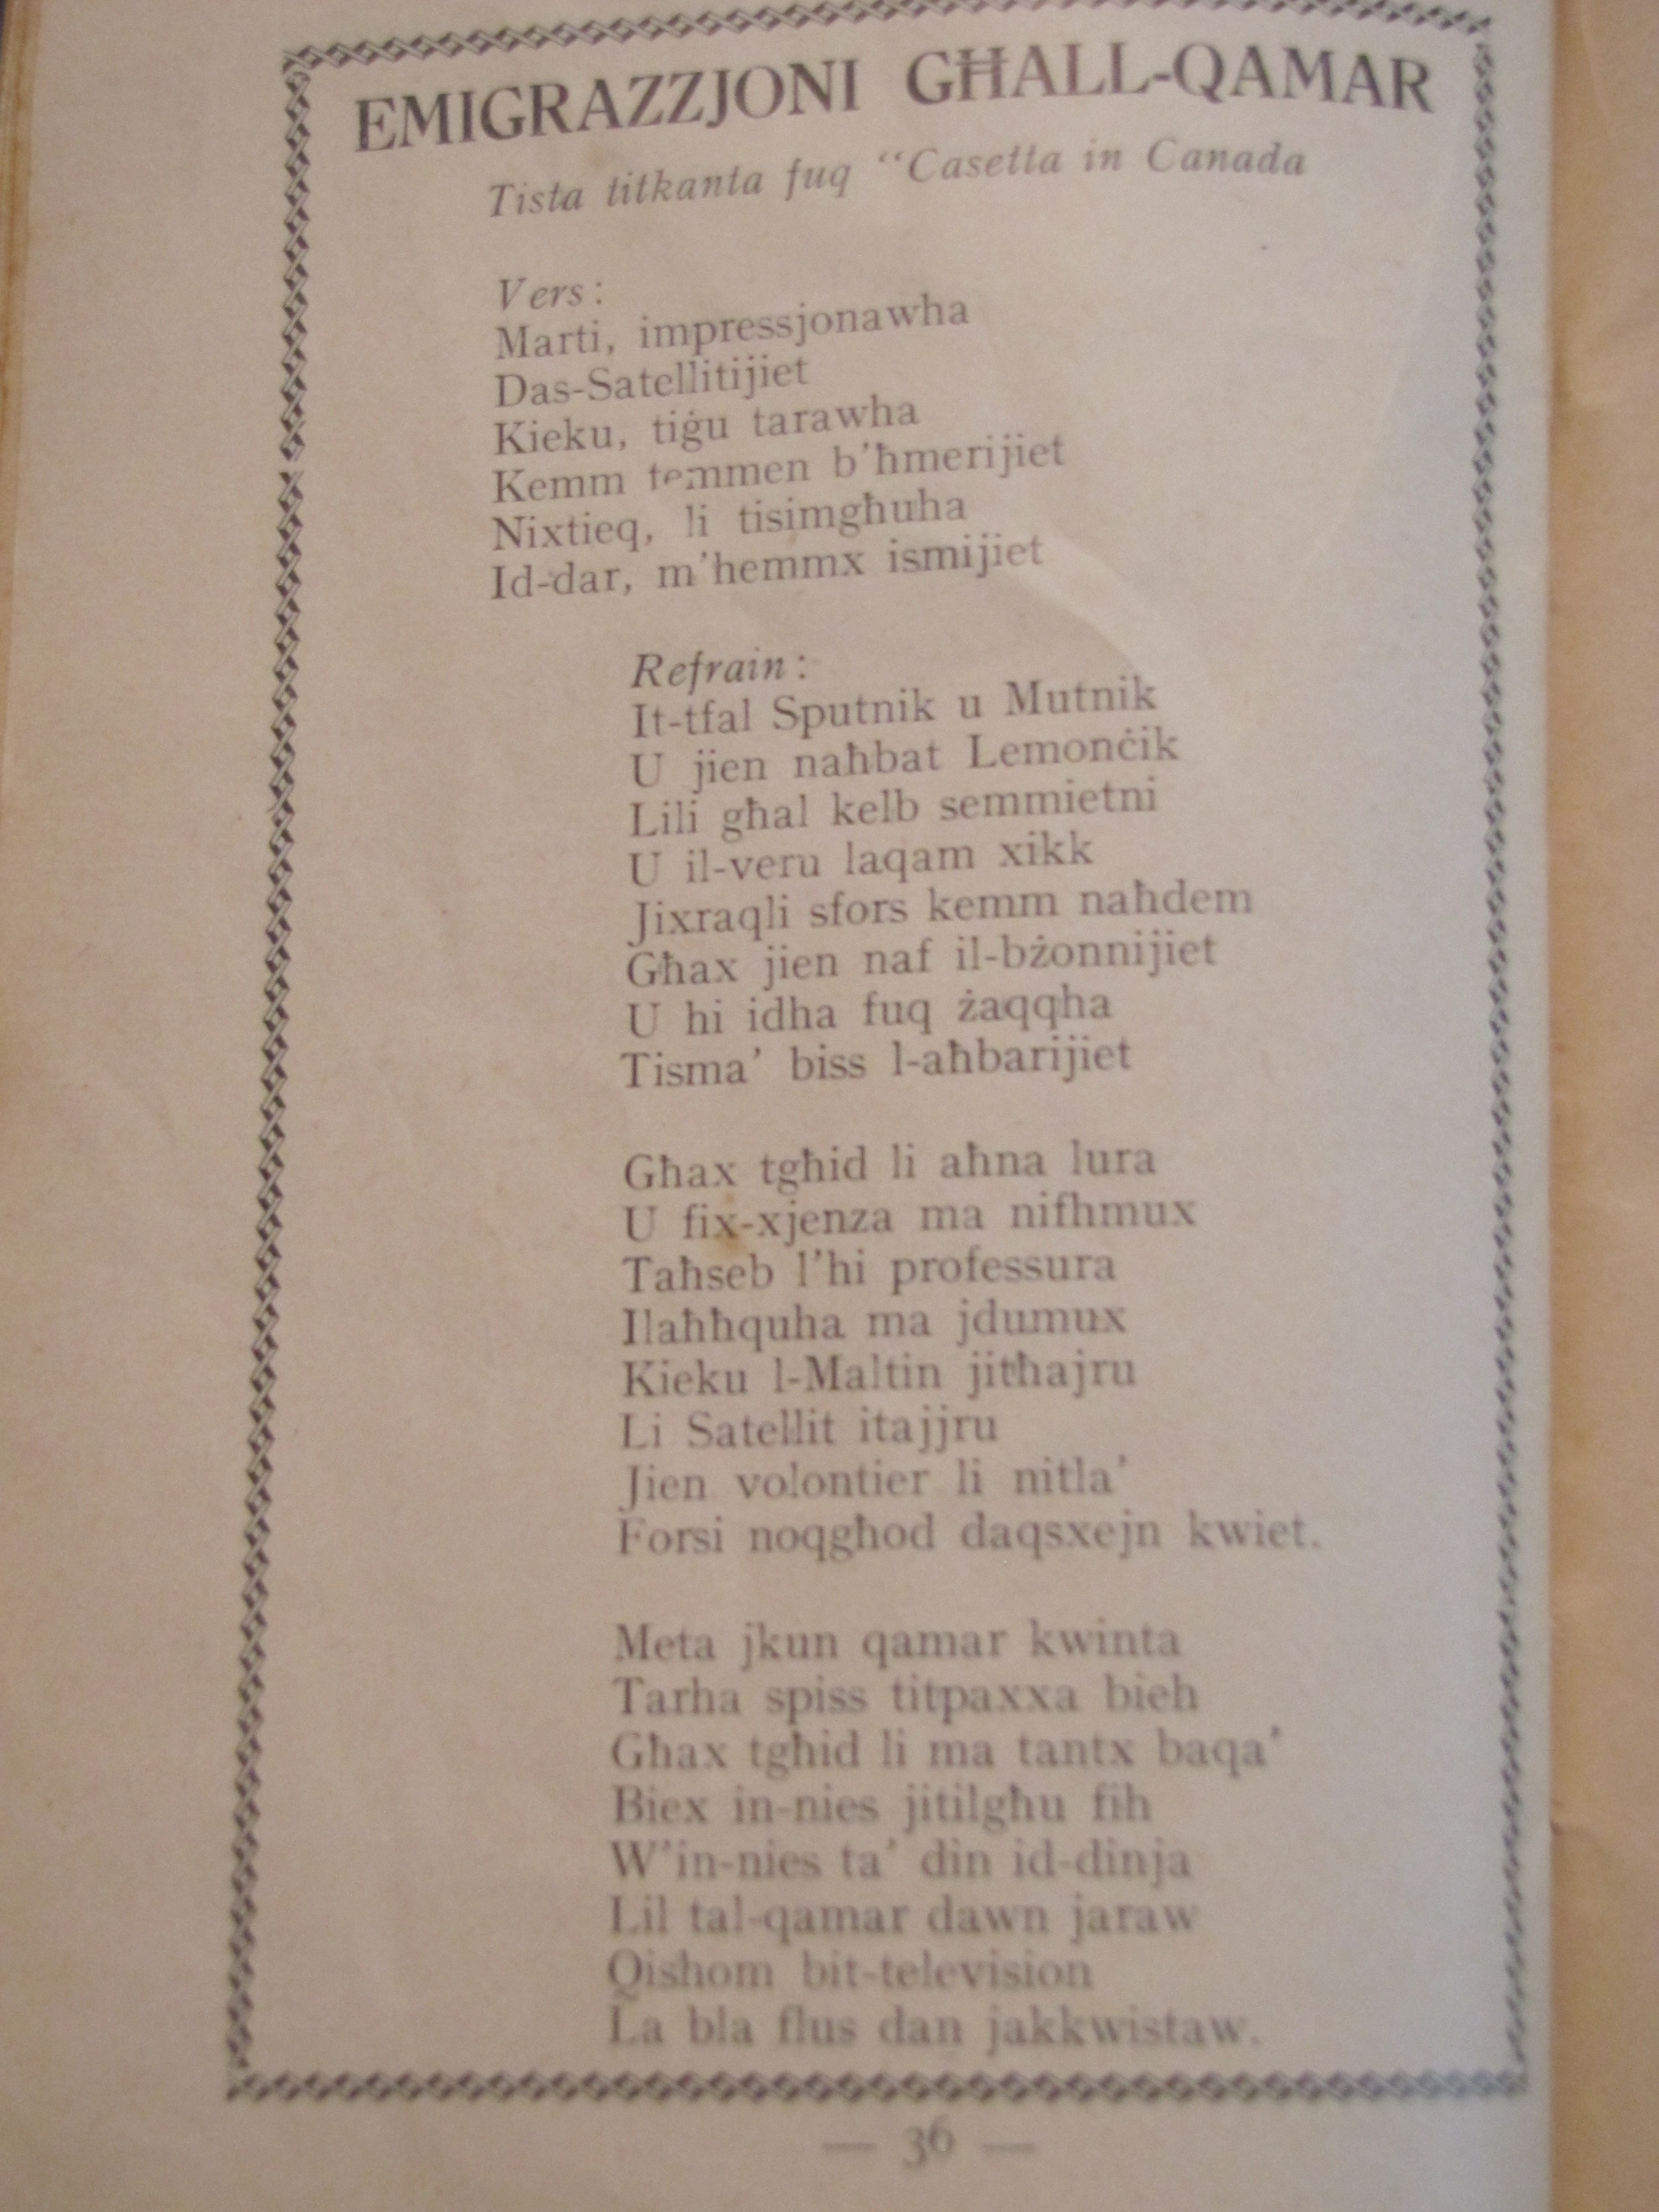 EMIGRAZZJONI GĦALL-QAMAR
Tista titkanta fuq “Casetta in Canada
Vers:
Marti, impressjonawha
Das-Satellitijiet
Kieku, tiġu tarawha
Kemm temmen b’ħmerijiet
Nixtieq, li tisimgħuha
Id-dar, m’hemmx ismijiet
Refrain:
It-tfal Sputnik u Mutnik
U jien naħbat Lemonċik
Lili għal kelb semmietni
U il-veru laqam xikk
Jixraqli sfors kemm naħdem
Għax jien naf il-bżonnijiet
U hi idha fuq żaqqha
Tisma’ biss l-aħbarijiet
Għax tgħid li aħna lura
U fix-xjenza ma nifhmux
Taħseb l’hi professura
Ilaħħquha ma jdumux
Kieku l-Maltin jitħajru
Li Satellit itajjru
Jien volontier li nitla’
Forsi noqgħod daqsxejn kwiet.
Meta jkun qamar kwinta
Tarha spiss titpaxxa bieh
Għax tgħid li ma tantx baqa’
Biex in-nies jitilgħu fih
W’in-nies ta’ din id-dinja
Lil tal-qamar dawn jaraw
Qishom bit-television
La bla flus dan jakkwistaw.
— 36 —